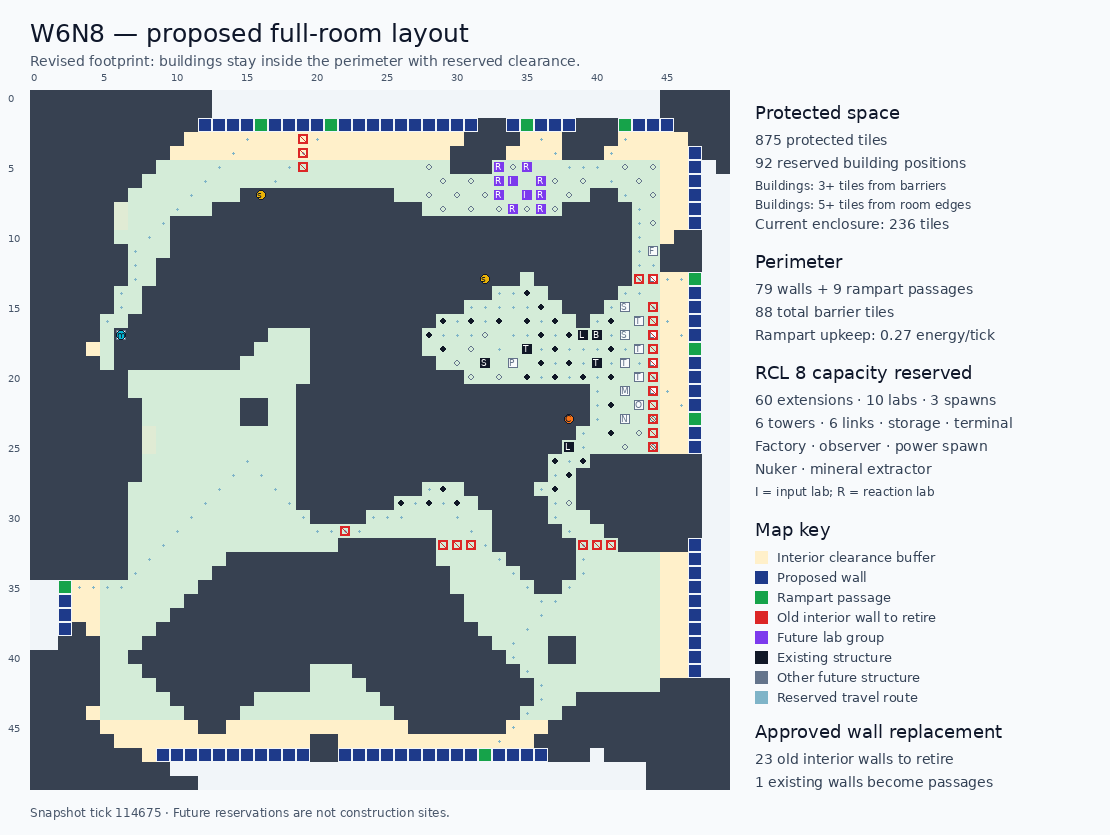 W6N8 — proposed full-room layout
Revised footprint: buildings stay inside the perimeter with reserved clearance.
0 5 10 15 20 25 30 35 40 45
0
5
10
15
20
25
30
35
40
45
R R
R I R
R I R
R R
F
S
T
L B
S
T
T
S P
T T
T
M
O
N
L
Protected space
875 protected tiles
92 reserved building positions
Buildings: 3+ tiles from barriers
Buildings: 5+ tiles from room edges
Current enclosure: 236 tiles
Perimeter
79 walls + 9 rampart passages
88 total barrier tiles
Rampart upkeep: 0.27 energy/tick
RCL 8 capacity reserved
60 extensions · 10 labs · 3 spawns
6 towers · 6 links · storage · terminal
Factory · observer · power spawn
Nuker · mineral extractor
I = input lab; R = reaction lab
Map key
Interior clearance buffer
Proposed wall
Rampart passage
Old interior wall to retire
Future lab group
Existing structure
Other future structure
Reserved travel route
Approved wall replacement
23 old interior walls to retire
1 existing walls become passages
Snapshot tick 114675 · Future reservations are not construction sites.